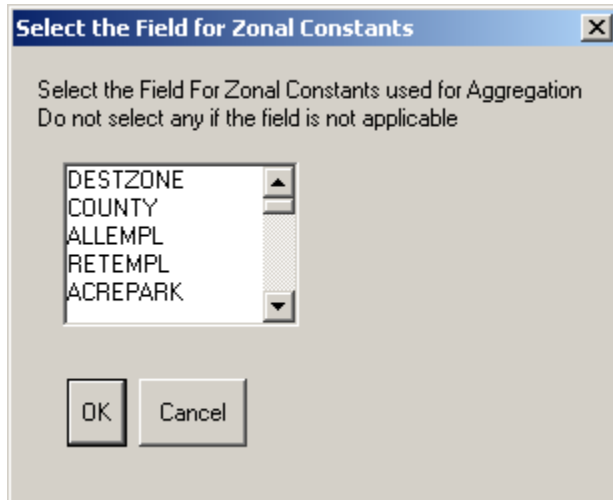 Select the Field for Zonal Constants
Select the Field For Zonal Constants used for Aggregation
Do not select any if the field is not applicable
DESTZONE
COUNTY
ALLEMPL
RETEMPL
ACREPARK
OK
Cancel